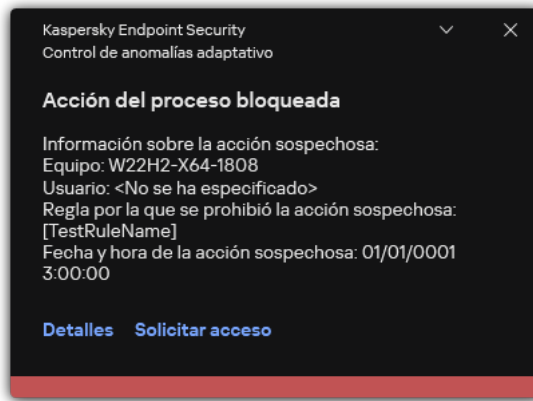 Kaspersky Endpoint Security
Control de anomalías adaptativo
Acción del proceso bloqueada
Información sobre la acción sospechosa:
Equipo: W22H2-X64-1808
Usuario: <No se ha especificado>
Regla por la que se prohibió la acción sospechosa:
[TestRuleName]
Fecha y hora de la acción sospechosa: 01/01/0001
3:00:00
Detalles Solicitar acceso